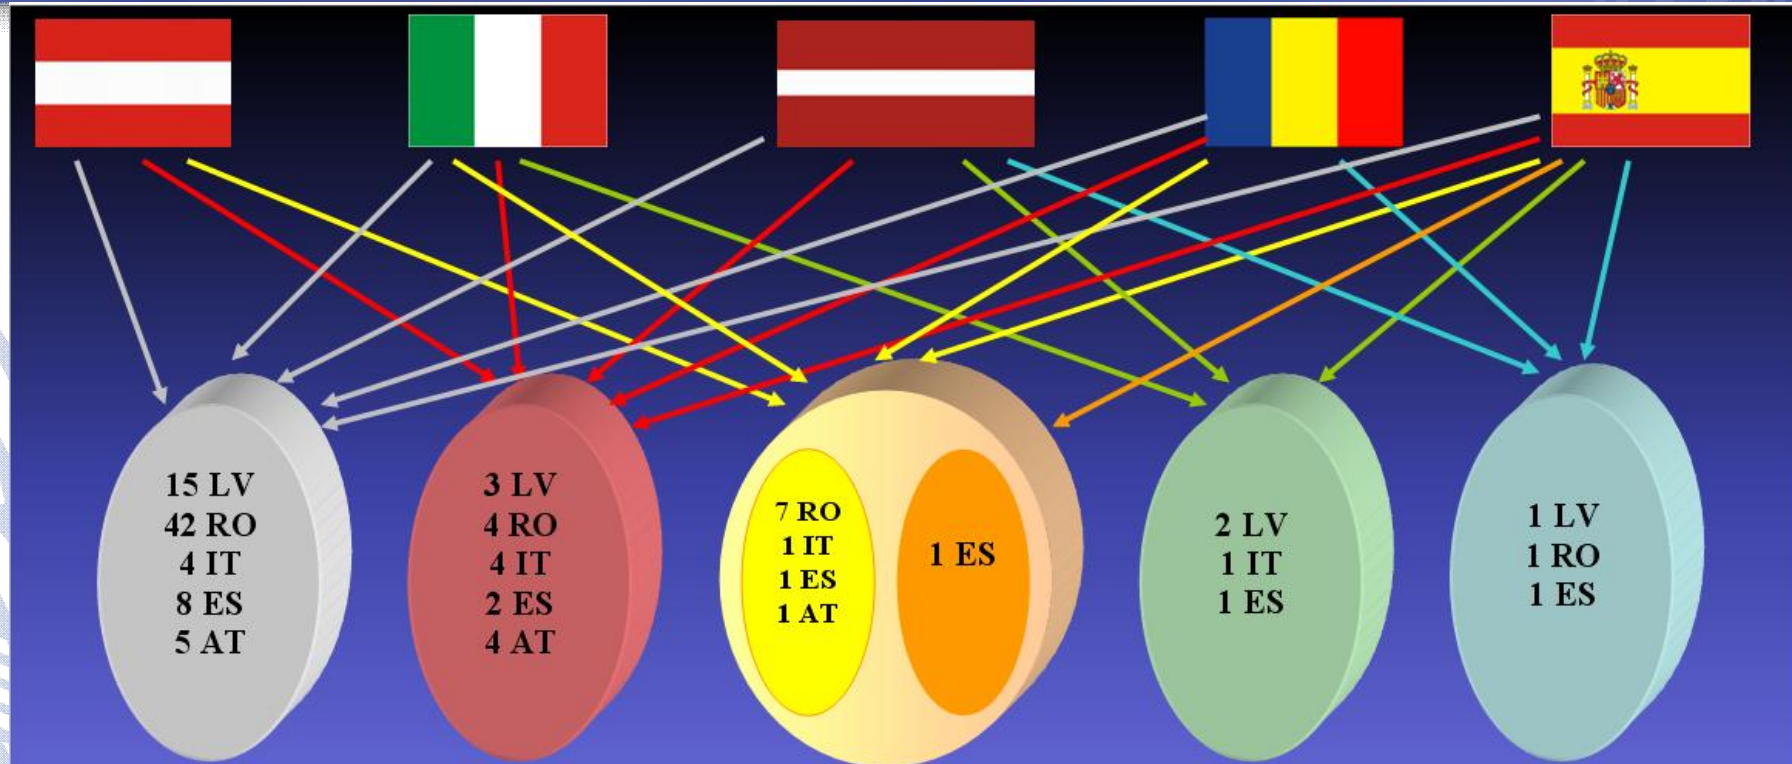 15 LV
42 RO
4 IT
8 ES
5 AT
3 LV
4 RO
4 IT
2 ES
4 AT
7 RO
1 IT
1 ES
1 AT
1 ES
2 LV
1 IT
1 ES
1 LV
1 RO
1 ES